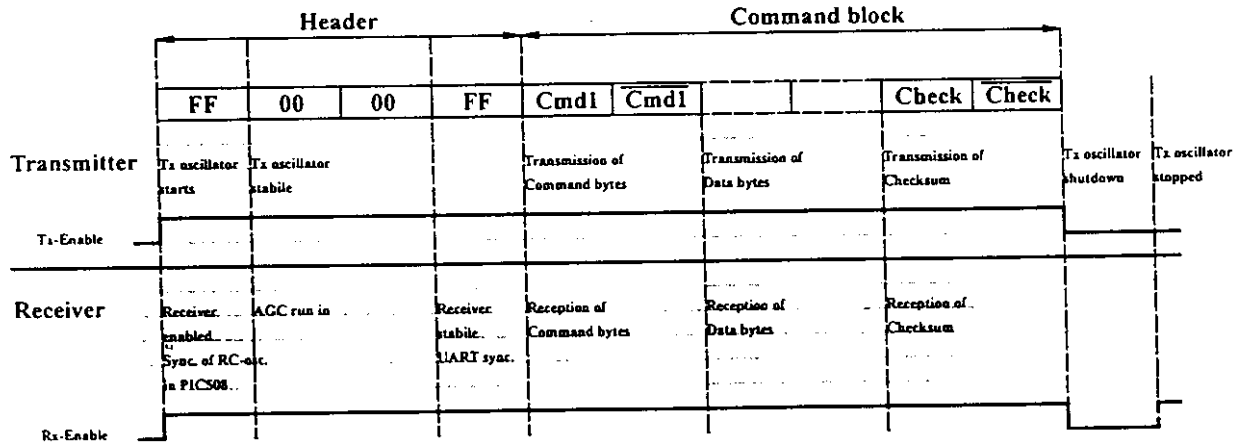 Header Command block
FF 00 00 FF Cmd1 Cmd1 Check Check
Transmitter
Tx oscillator
starts
Tx oscillator
stabile
Transmission of
Command bytes
Transmission of
Data bytes
Transmission of
Checksum
Tx oscillator
shutdown
Tx oscillator
stopped
Tx-Enable
Receiver
Receiver
enabled
Sync. of RC-osc.
in PIC508
AGC run in
Receiver
stabile
UART sync.
Reception of
Command bytes
Reception of
Data bytes
Reception of
Checksum
Rx-Enable